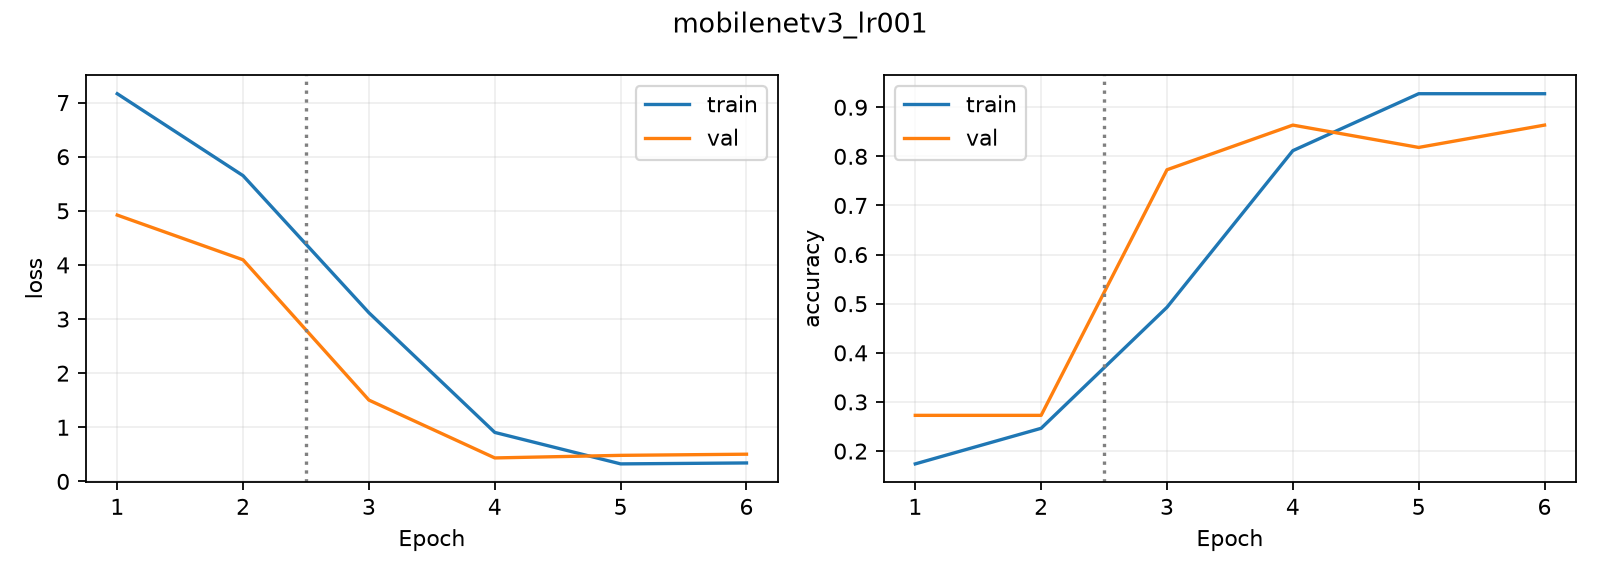 mobilenetv3_lr001
loss
7
6
5
4
3
2
1
0
train
val
1 2 3 4 5 6
Epoch
accuracy
0.9
0.8
0.7
0.6
0.5
0.4
0.3
0.2
train
val
1 2 3 4 5 6
Epoch